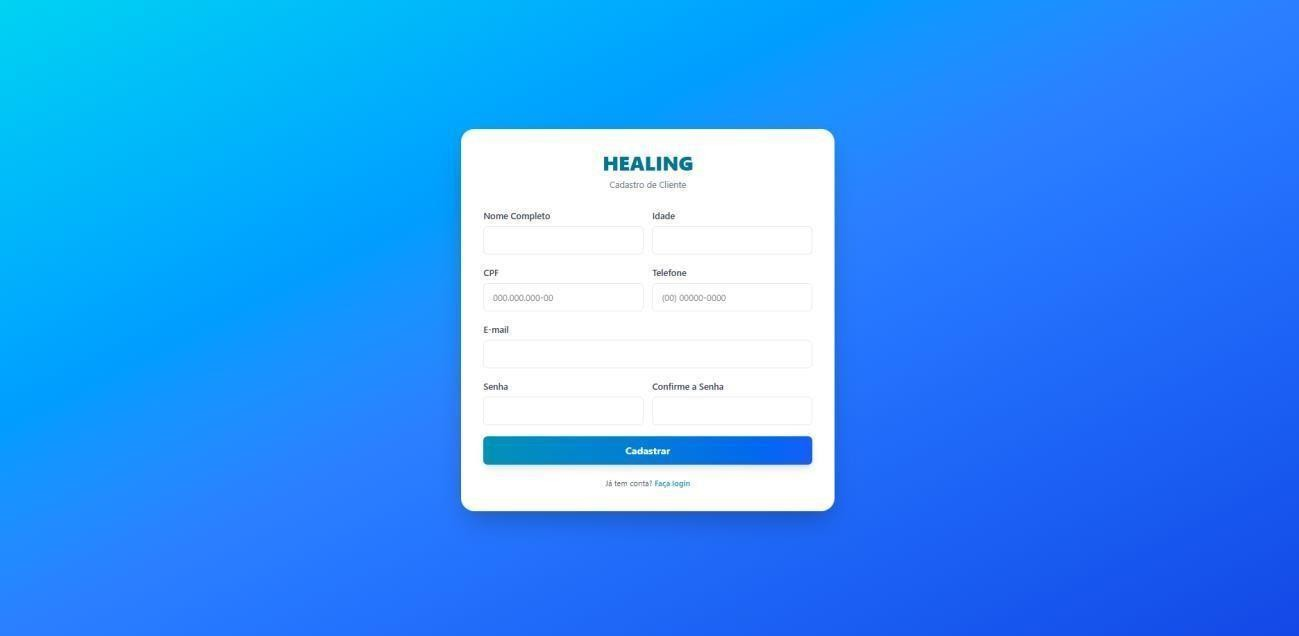 HEALING
Cadastro de Cliente
Nome Completo
Idade
CPF
Telefone
000.000.000-00
(00) 00000-0000
E-mail
Senha
Confirme a Senha
Cadastrar
Já tem conta? Faça login